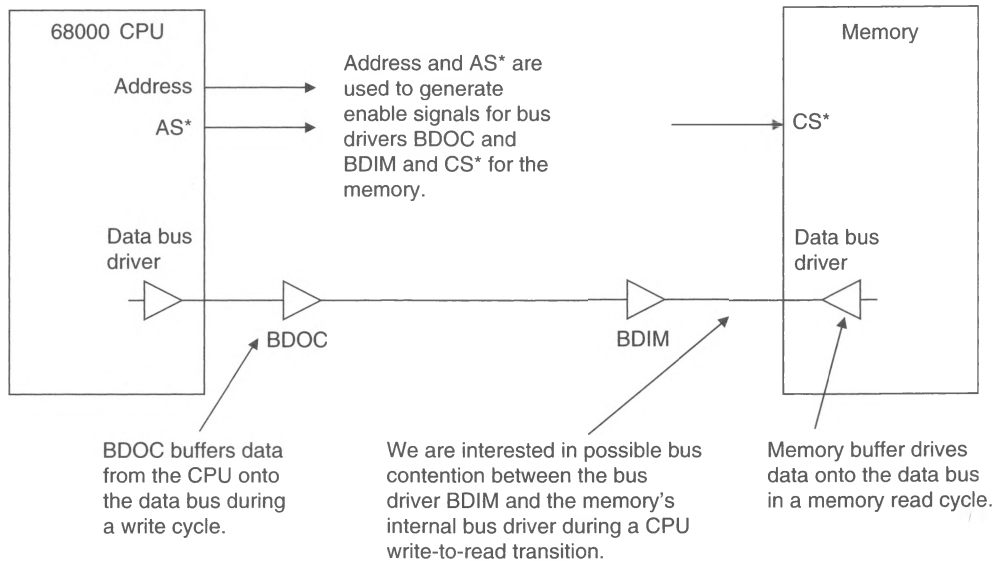 68000 CPU
Memory
Address
AS*
Address and AS* are
used to generate
enable signals for bus
drivers BDOC and
BDIM and CS* for the
memory.
CS*
Data bus
driver
Data bus
driver
BDOC
BDIM
BDOC buffers data
from the CPU onto
the data bus during
a write cycle.
We are interested in possible bus
contention between the bus
driver BDIM and the memory's
internal bus driver during a CPU
write-to-read transition.
Memory buffer drives
data onto the data bus
in a memory read cycle.